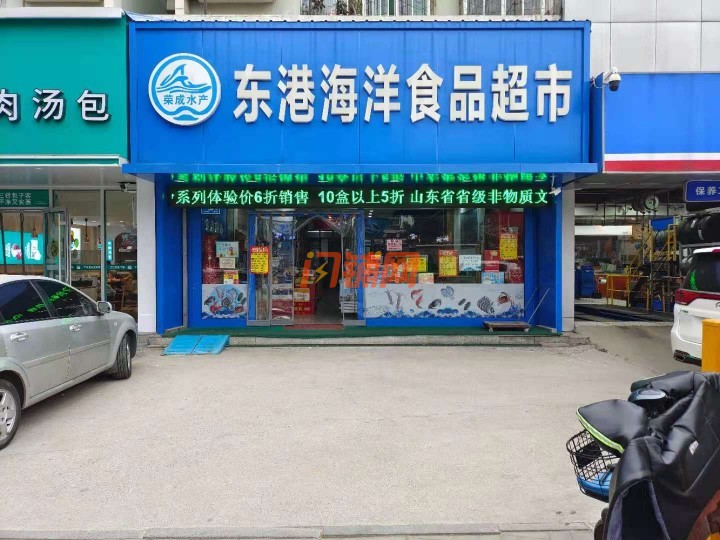 东港海洋食品超市
荣成水产
肉汤包
系列体验价6折销售 10盒以上5折 山东省省级非物质文
闪铺网
保养